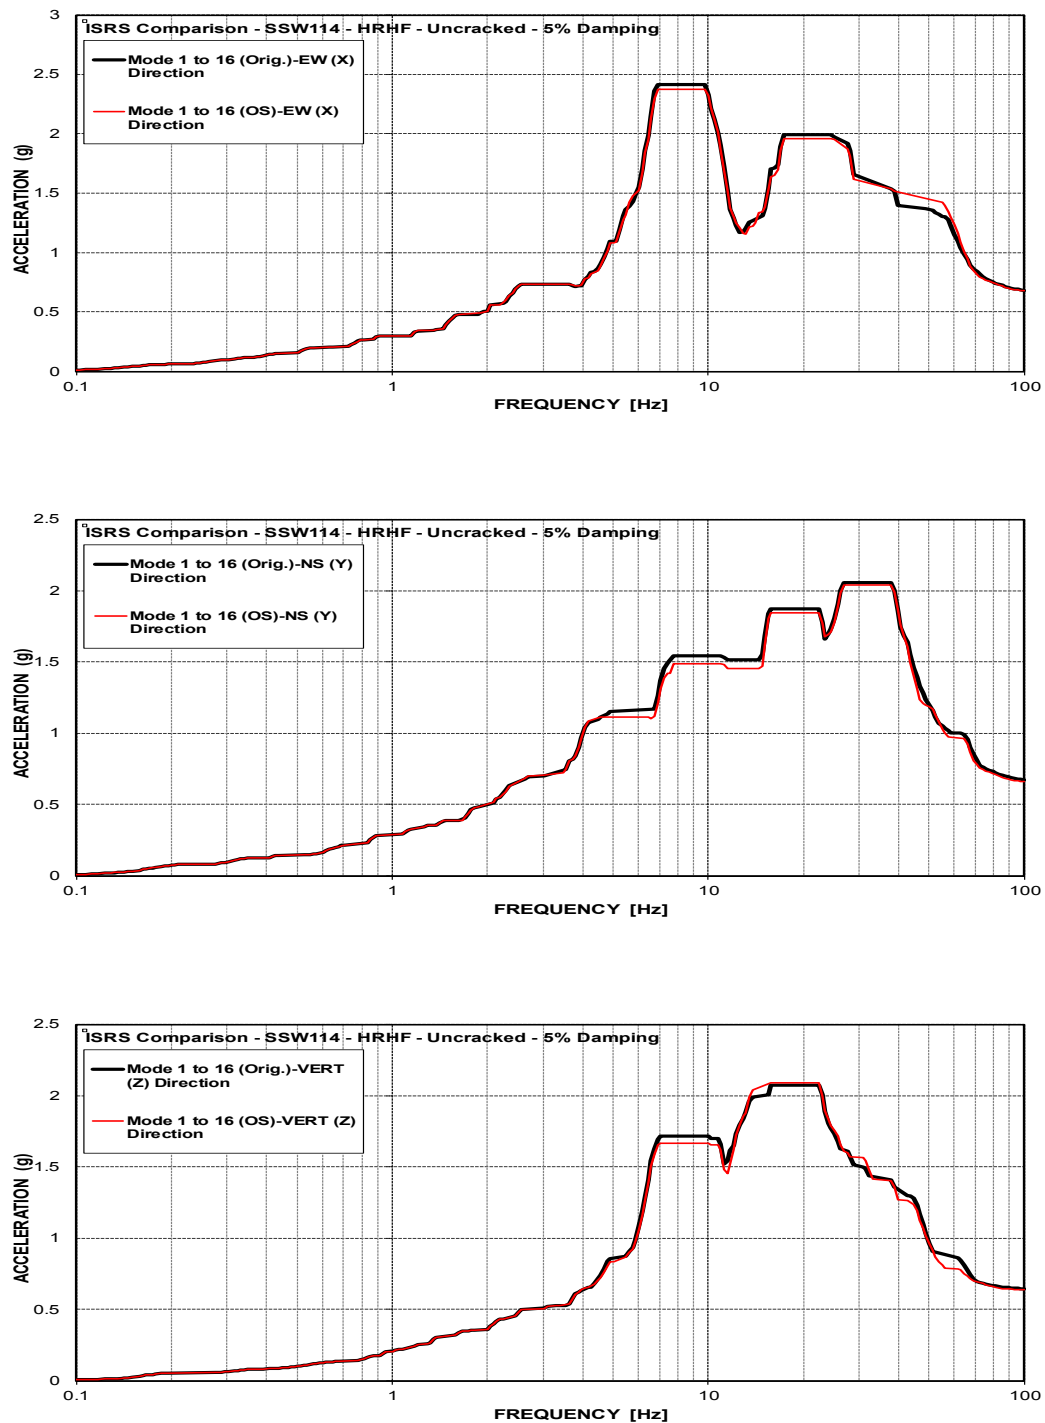 ISRS Comparison - SSW114 - HRHF - Uncracked - 5% Damping
Mode 1 to 16 (Orig.)-EW (X)
Direction
Mode 1 to 16 (OS)-EW (X)
Direction
ACCELERATION (g)
3
2.5
2
1.5
1
0.5
0
0.1
1
10
100
FREQUENCY [Hz]
ISRS Comparison - SSW114 - HRHF - Uncracked - 5% Damping
Mode 1 to 16 (Orig.)-NS (Y)
Direction
Mode 1 to 16 (OS)-NS (Y)
Direction
ACCELERATION (g)
2.5
2
1.5
1
0.5
0
0.1
1
10
100
FREQUENCY [Hz]
ISRS Comparison - SSW114 - HRHF - Uncracked - 5% Damping
Mode 1 to 16 (Orig.)-VERT
(Z) Direction
Mode 1 to 16 (OS)-VERT (Z)
Direction
ACCELERATION (g)
2.5
2
1.5
1
0.5
0
0.1
1
10
100
FREQUENCY [Hz]